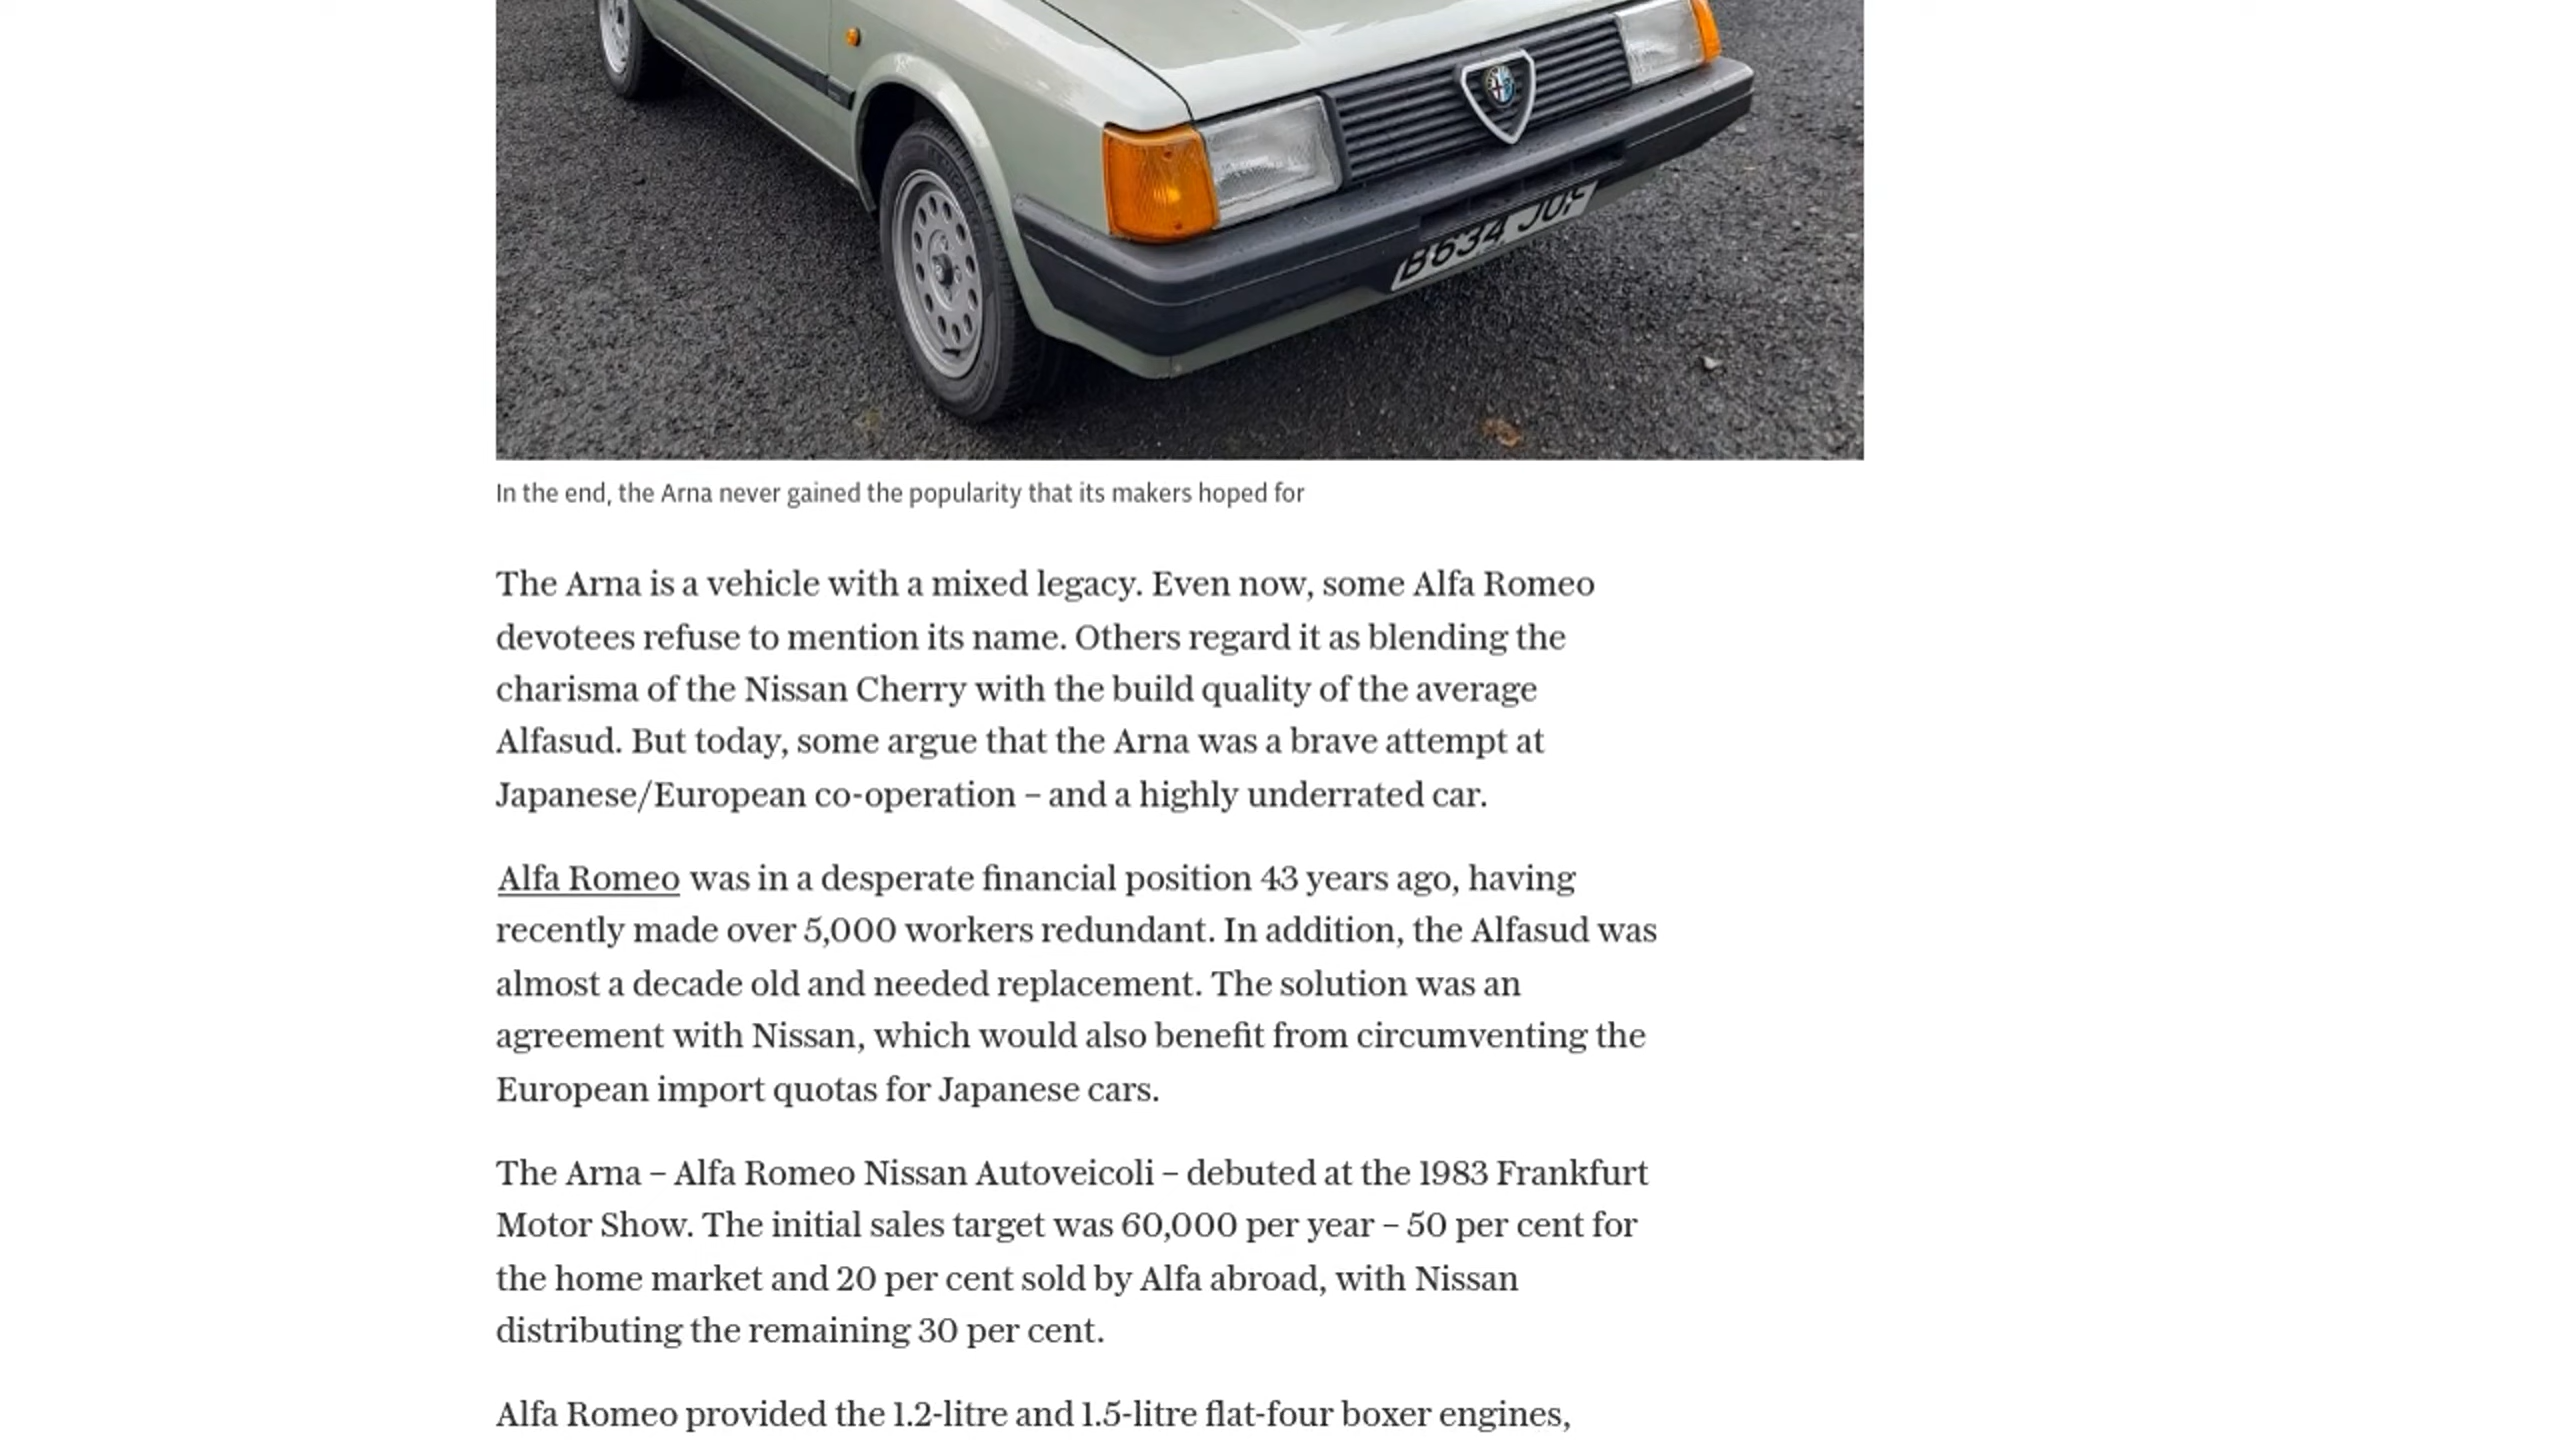 B634 JUF
In the end, the Arna never gained the popularity that its makers hoped for
The Arna is a vehicle with a mixed legacy. Even now, some Alfa Romeo
devotees refuse to mention its name. Others regard it as blending the
charisma of the Nissan Cherry with the build quality of the average
Alfasud. But today, some argue that the Arna was a brave attempt at
Japanese/European co-operation – and a highly underrated car.
Alfa Romeo was in a desperate financial position 43 years ago, having
recently made over 5,000 workers redundant. In addition, the Alfasud was
almost a decade old and needed replacement. The solution was an
agreement with Nissan, which would also benefit from circumventing the
European import quotas for Japanese cars.
The Arna – Alfa Romeo Nissan Autoveicoli – debuted at the 1983 Frankfurt
Motor Show. The initial sales target was 60,000 per year – 50 per cent for
the home market and 20 per cent sold by Alfa abroad, with Nissan
distributing the remaining 30 per cent.
Alfa Romeo provided the 1.2-litre and 1.5-litre flat-four boxer engines,